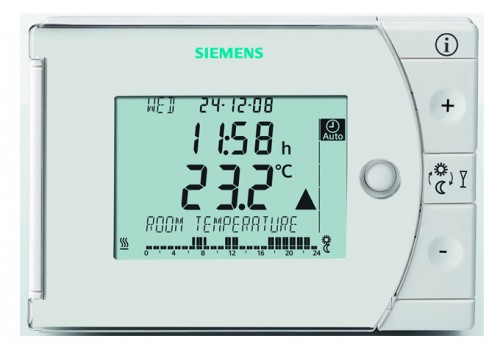 SIEMENS
WED 24-12-08
11:58 h
Auto
23.2 °C
ROOM TEMPERATURE
0 4 8 12 16 20 24
i
+
-